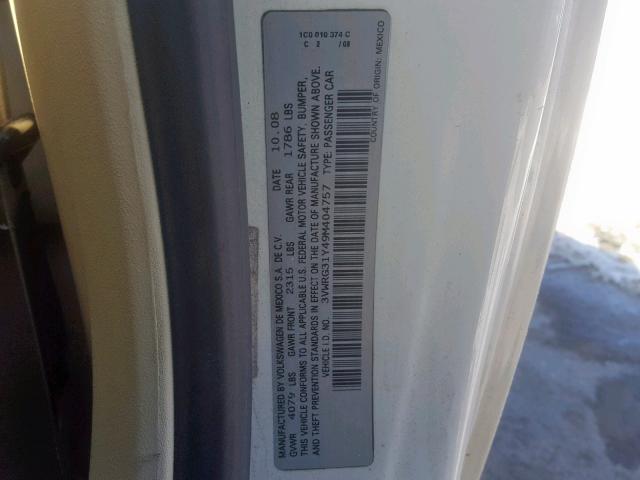 MANUFACTURED BY VOLKSWAGEN DE MEXICO S.A. DE C.V. DATE 10.08
GVWR 4079 LBS GAWR FRONT 2315 LBS GAWR REAR 1786 LBS
THIS VEHICLE CONFORMS TO ALL APPLICABLE U.S. FEDERAL MOTOR VEHICLE SAFETY, BUMPER,
AND THEFT PREVENTION STANDARDS IN EFFECT ON THE DATE OF MANUFACTURE SHOWN ABOVE.
VEHICLE I.D. NO. 3VWRG31Y49M404757 TYPE: PASSENGER CAR
COUNTRY OF ORIGIN: MEXICO
1C0 010 374 C
C 2 /08